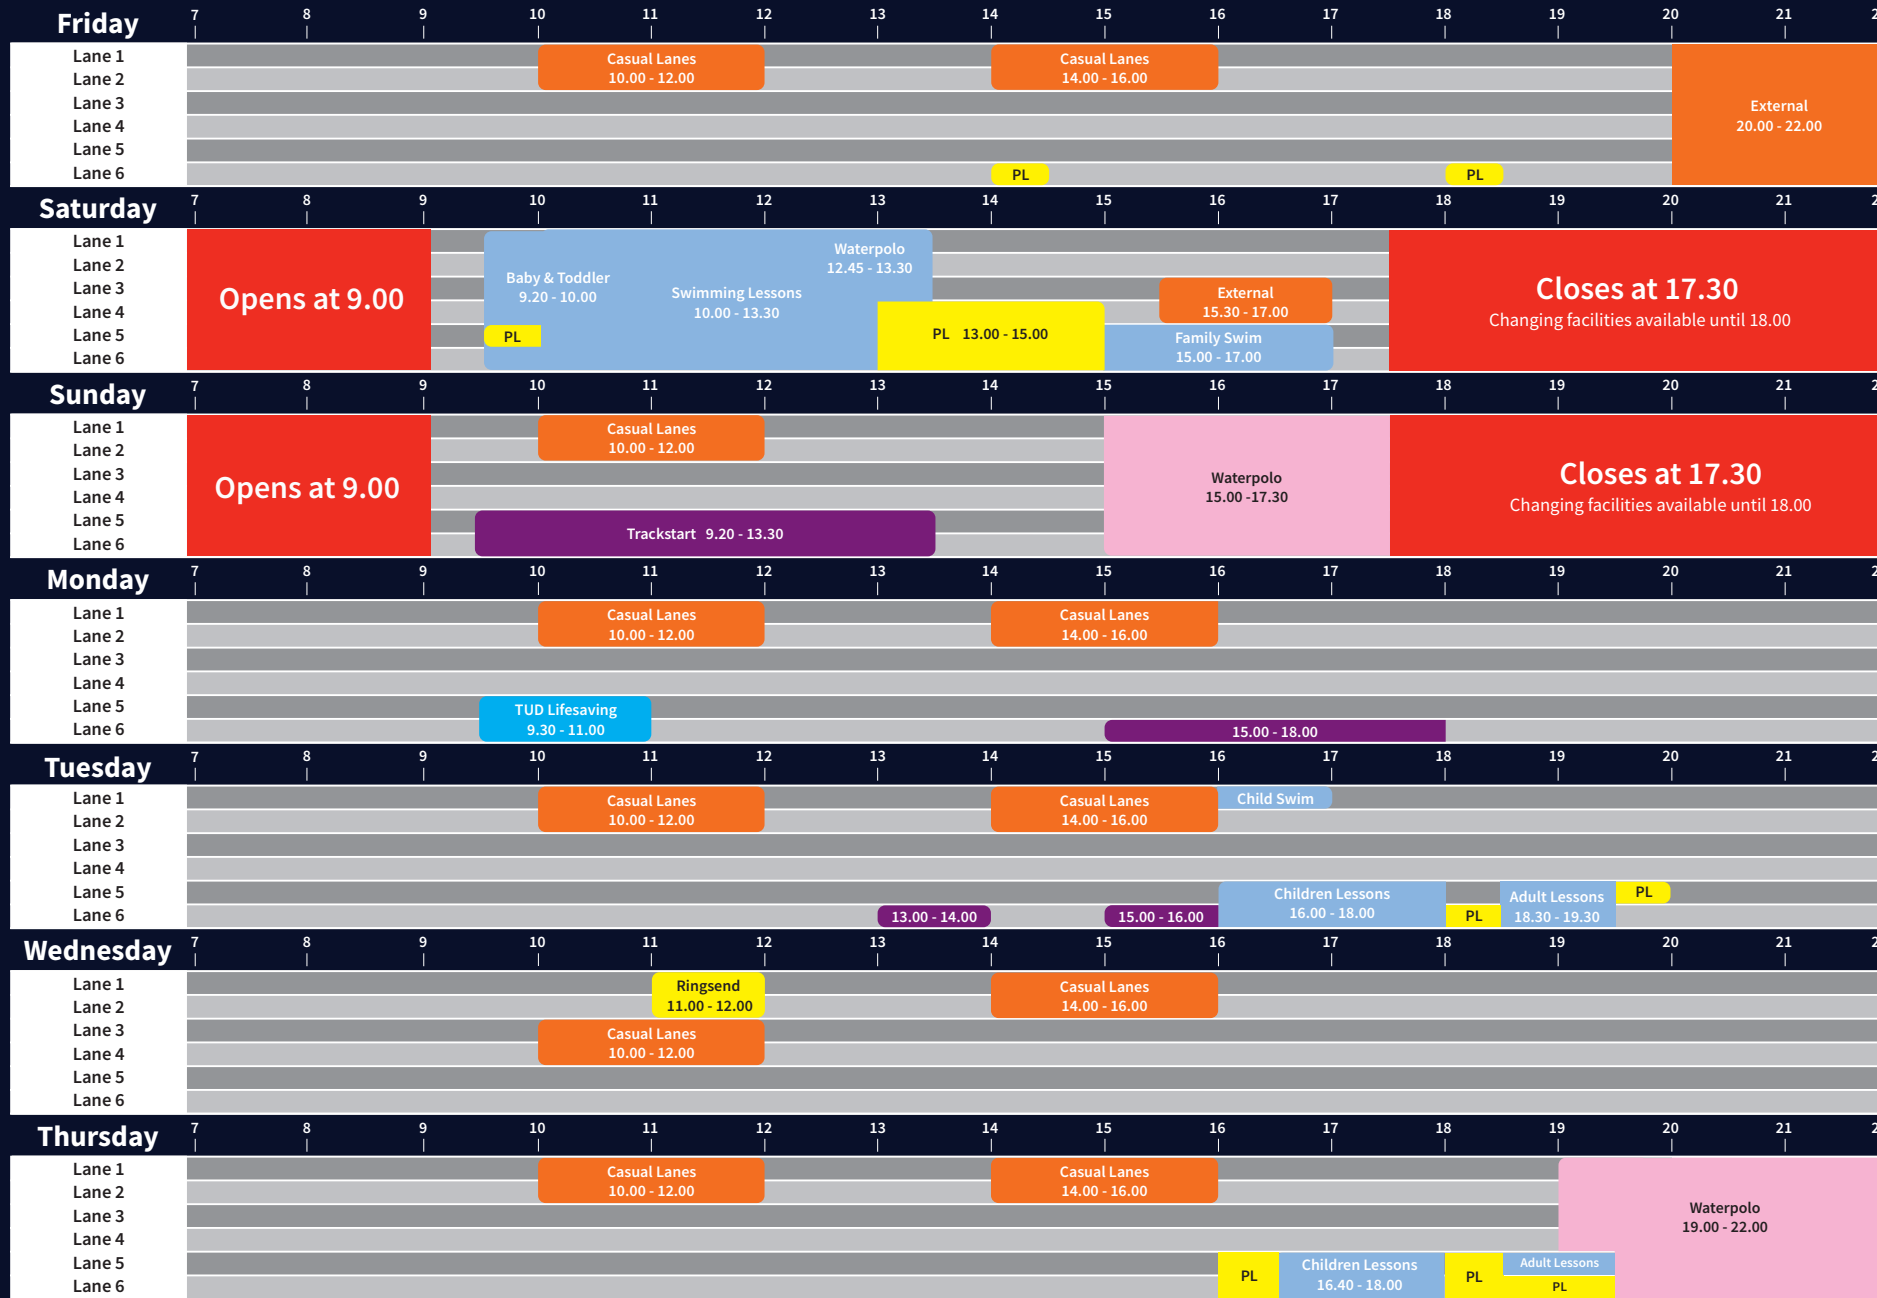 Friday
7 8 9 10 11 12 13 14 15 16 17 18 19 20 21 2
Lane 1
Lane 2
Lane 3
Lane 4
Lane 5
Lane 6
Casual Lanes
10.00 - 12.00
Casual Lanes
14.00 - 16.00
External
20.00 - 22.00
PL
PL
Saturday
7 8 9 10 11 12 13 14 15 16 17 18 19 20 21 2
Lane 1
Lane 2
Lane 3
Lane 4
Lane 5
Lane 6
Opens at 9.00
Baby & Toddler
9.20 - 10.00
PL
Swimming Lessons
10.00 - 13.30
Waterpolo
12.45 - 13.30
PL 13.00 - 15.00
External
15.30 - 17.00
Family Swim
15.00 - 17.00
Closes at 17.30
Changing facilities available until 18.00
Sunday
7 8 9 10 11 12 13 14 15 16 17 18 19 20 21 2
Lane 1
Lane 2
Lane 3
Lane 4
Lane 5
Lane 6
Opens at 9.00
Casual Lanes
10.00 - 12.00
Trackstart 9.20 - 13.30
Waterpolo
15.00 -17.30
Closes at 17.30
Changing facilities available until 18.00
Monday
7 8 9 10 11 12 13 14 15 16 17 18 19 20 21 2
Lane 1
Lane 2
Lane 3
Lane 4
Lane 5
Lane 6
Casual Lanes
10.00 - 12.00
Casual Lanes
14.00 - 16.00
TUD Lifesaving
9.30 - 11.00
15.00 - 18.00
Tuesday
7 8 9 10 11 12 13 14 15 16 17 18 19 20 21 2
Lane 1
Lane 2
Lane 3
Lane 4
Lane 5
Lane 6
Casual Lanes
10.00 - 12.00
Casual Lanes
14.00 - 16.00
Child Swim
13.00 - 14.00
15.00 - 16.00
Children Lessons
16.00 - 18.00
PL
Adult Lessons
18.30 - 19.30
PL
Wednesday
7 8 9 10 11 12 13 14 15 16 17 18 19 20 21 2
Lane 1
Lane 2
Lane 3
Lane 4
Lane 5
Lane 6
Ringsend
11.00 - 12.00
Casual Lanes
14.00 - 16.00
Casual Lanes
10.00 - 12.00
Thursday
7 8 9 10 11 12 13 14 15 16 17 18 19 20 21 2
Lane 1
Lane 2
Lane 3
Lane 4
Lane 5
Lane 6
Casual Lanes
10.00 - 12.00
Casual Lanes
14.00 - 16.00
Waterpolo
19.00 - 22.00
PL
Children Lessons
16.40 - 18.00
PL
Adult Lessons
PL